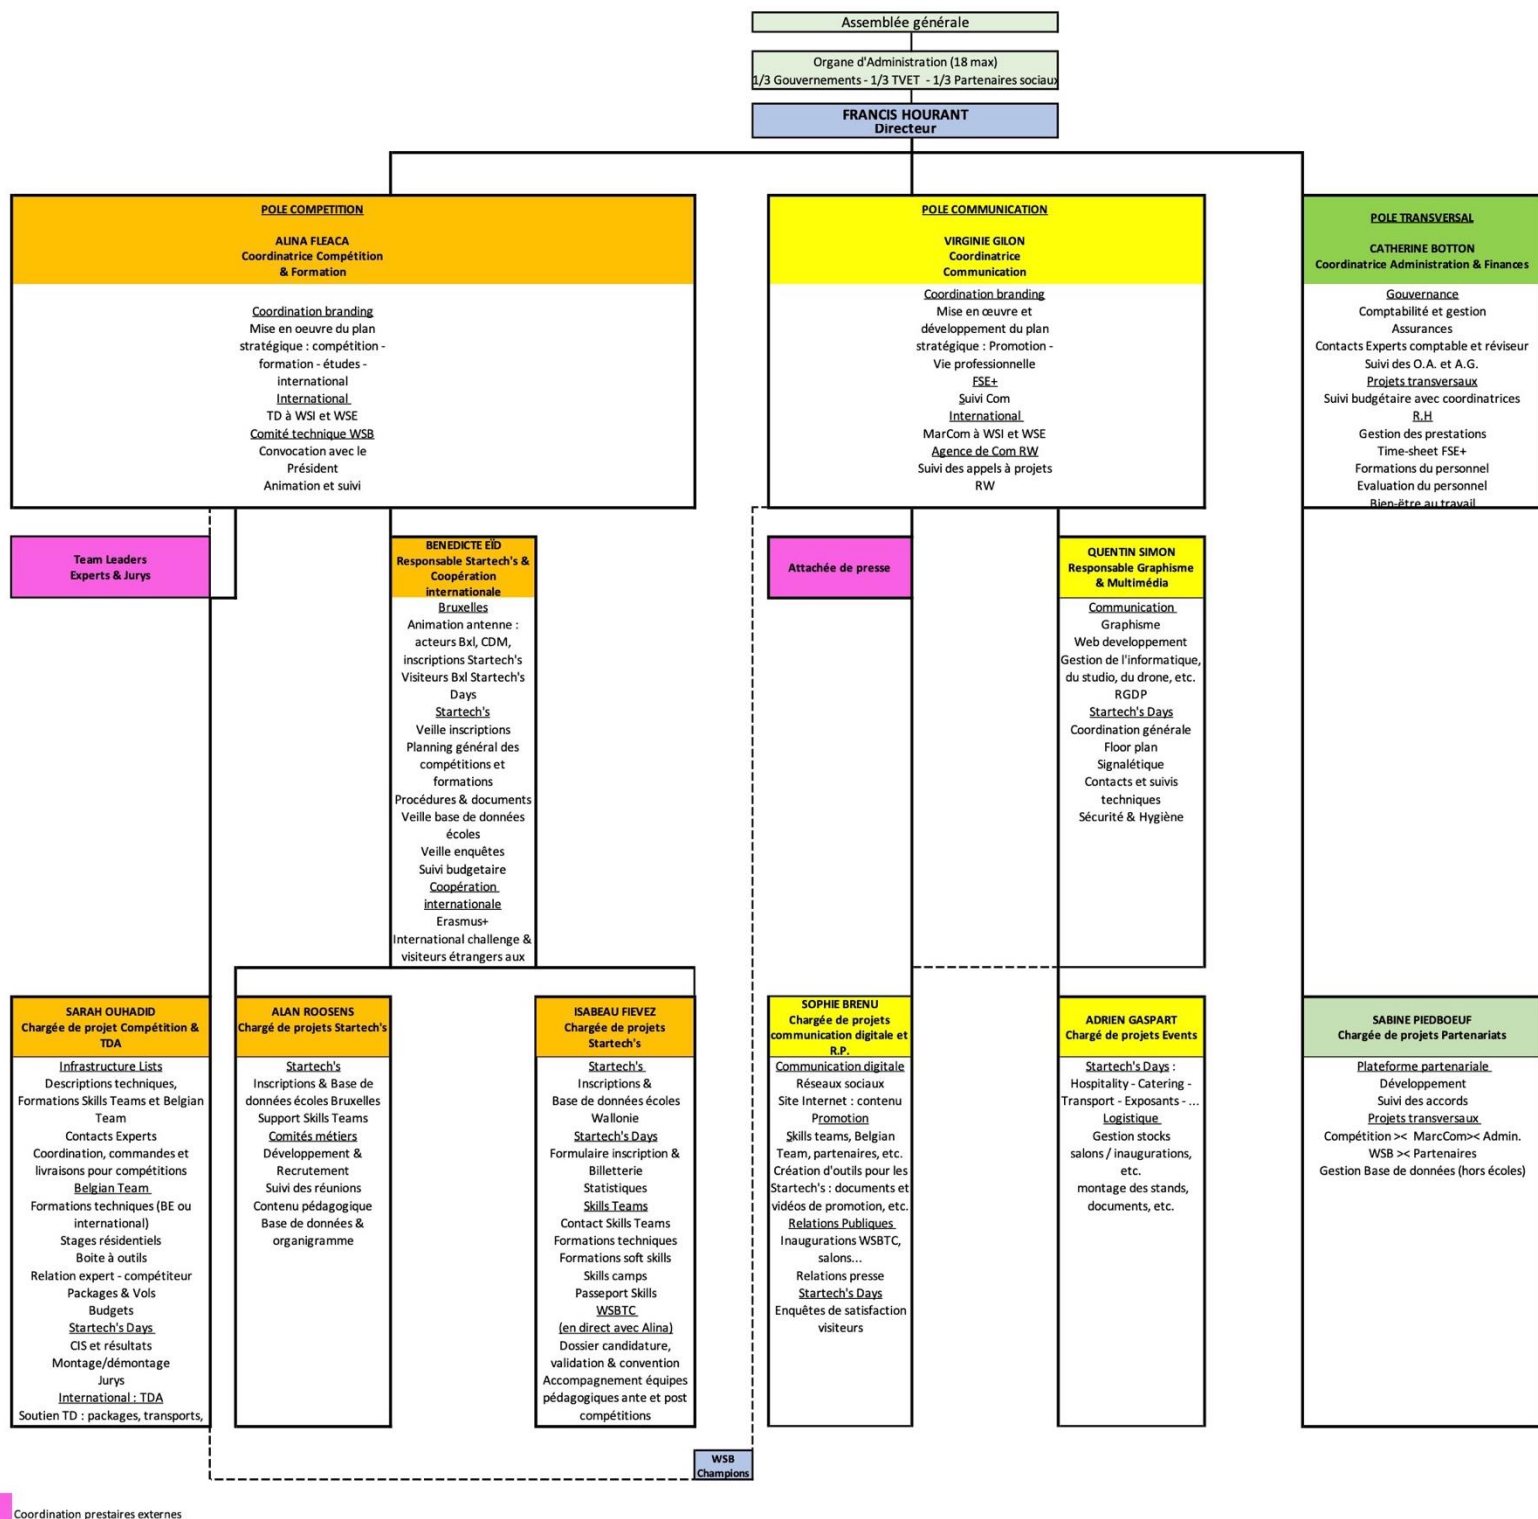 Assemblée générale
Organe d'Administration (18 max)
1/3 Gouvernements - 1/3 TVET - 1/3 Partenaires sociaux
FRANCIS HOURANT
Directeur
POLE COMPETITION
ALINA FLEACA
Coordinatrice Compétition
& Formation
Coordination branding
Mise en oeuvre du plan
stratégique : compétition -
formation - études -
international
International
TD à WSI et WSE
Comité technique WSB
Convocation avec le
Président
Animation et suivi
POLE COMMUNICATION
VIRGINIE GILON
Coordinatrice
Communication
Coordination branding
Mise en œuvre et
développement du plan
stratégique : Promotion -
Vie professionnelle
FSE+
Suivi Com
International
MarCom à WSI et WSE
Agence de Com RW
Suivi des appels à projets
RW
POLE TRANSVERSAL
CATHERINE BOTTON
Coordinatrice Administration & Finances
Gouvernance
Comptabilité et gestion
Assurances
Contacts Experts comptable et réviseur
Suivi des O.A. et A.G.
Projets transversaux
Suivi budgétaire avec coordinatrices
R.H
Gestion des prestations
Time-sheet FSE+
Formations du personnel
Evaluation du personnel
Bien-être au travail
Team Leaders
Experts & Jurys
BENEDICTE EÏD
Responsable Startech's &
Coopération
internationale
Bruxelles
Animation antenne :
acteurs Bxl, CDM,
inscriptions Startech's
Visiteurs Bxl Startech's
Days
Startech's
Veille inscriptions
Planning général des
compétitions et
formations
Procédures & documents
Veille base de données
écoles
Veille enquêtes
Suivi budgetaire
Coopération
internationale
Erasmus+
International challenge &
visiteurs étrangers aux
Attachée de presse
QUENTIN SIMON
Responsable Graphisme
& Multimédia
Communication
Graphisme
Web developpement
Gestion de l'informatique,
du studio, du drone, etc.
RGDP
Startech's Days
Coordination générale
Floor plan
Signalétique
Contacts et suivis
techniques
Sécurité & Hygiène
SARAH OUHADID
Chargée de projet Compétition &
TDA
Infrastructure Lists
Descriptions techniques,
Formations Skills Teams et Belgian
Team
Contacts Experts
Coordination, commandes et
livraisons pour compétitions
Belgian Team
Formations techniques (BE ou
international)
Stages résidentiels
Boite à outils
Relation expert - compétiteur
Packages & Vols
Budgets
Startech's Days
CIS et résultats
Montage/démontage
Jurys
International : TDA
Soutien TD : packages, transports,
ALAN ROOSENS
Chargé de projets Startech's
Startech's
Inscriptions & Base de
données écoles Bruxelles
Support Skills Teams
Comités métiers
Développement &
Recrutement
Suivi des réunions
Contenu pédagogique
Base de données &
organigramme
ISABEAU FIEVEZ
Chargée de projets
Startech's
Startech's
Inscriptions &
Base de données écoles
Wallonie
Startech's Days
Formulaire inscription &
Billetterie
Statistiques
Skills Teams
Contact Skills Teams
Formations techniques
Formations soft skills
Skills camps
Passeport Skills
WSBTC
(en direct avec Alina)
Dossier candidature,
validation & convention
Accompagnement équipes
pédagogiques ante et post
compétitions
SOPHIE BRENU
Chargée de projets
communication digitale et
R.P.
Communication digitale
Réseaux sociaux
Site Internet : contenu
Promotion
Skills teams, Belgian
Team, partenaires, etc.
Création d'outils pour les
Startech's : documents et
vidéos de promotion, etc.
Relations Publiques
Inaugurations WSBTC,
salons...
Relations presse
Startech's Days
Enquêtes de satisfaction
visiteurs
ADRIEN GASPART
Chargé de projets Events
Startech's Days :
Hospitality - Catering -
Transport - Exposants - ...
Logistique
Gestion stocks
salons / inaugurations,
etc.
montage des stands,
documents, etc.
SABINE PIEDBOEUF
Chargée de projets Partenariats
Plateforme partenariale
Développement
Suivi des accords
Projets transversaux
Compétition >< MarcCom>< Admin.
WSB >< Partenaires
Gestion Base de données (hors écoles)
WSB
Champions
Coordination prestaires externes